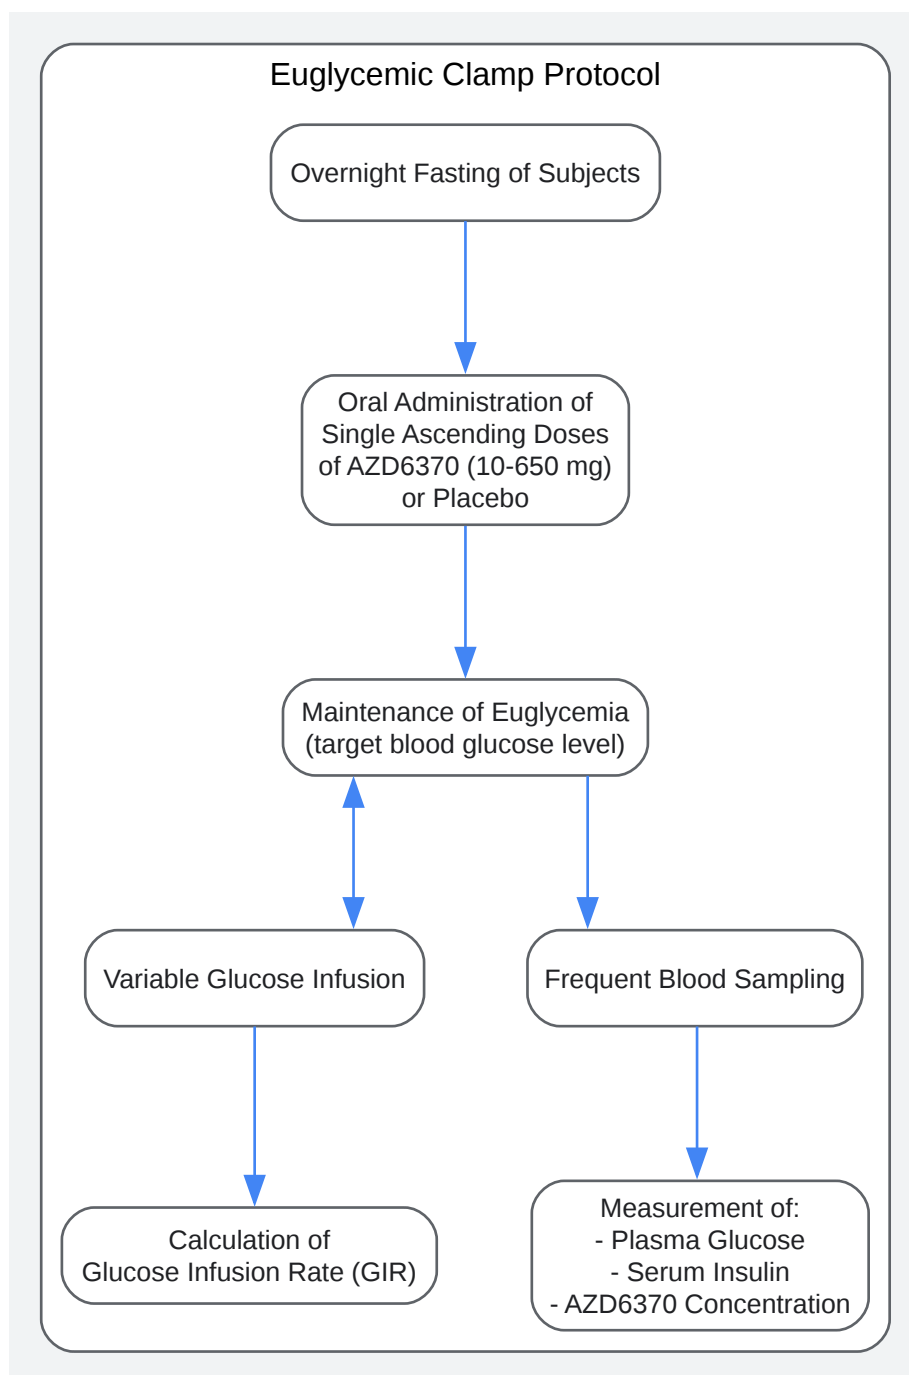 Euglycemic Clamp Protocol
Overnight Fasting of Subjects
Oral Administration of
Single Ascending Doses
of AZD6370 (10-650 mg)
or Placebo
Maintenance of Euglycemia
(target blood glucose level)
Variable Glucose Infusion
Frequent Blood Sampling
Calculation of
Glucose Infusion Rate (GIR)
Measurement of:
- Plasma Glucose
- Serum Insulin
- AZD6370 Concentration